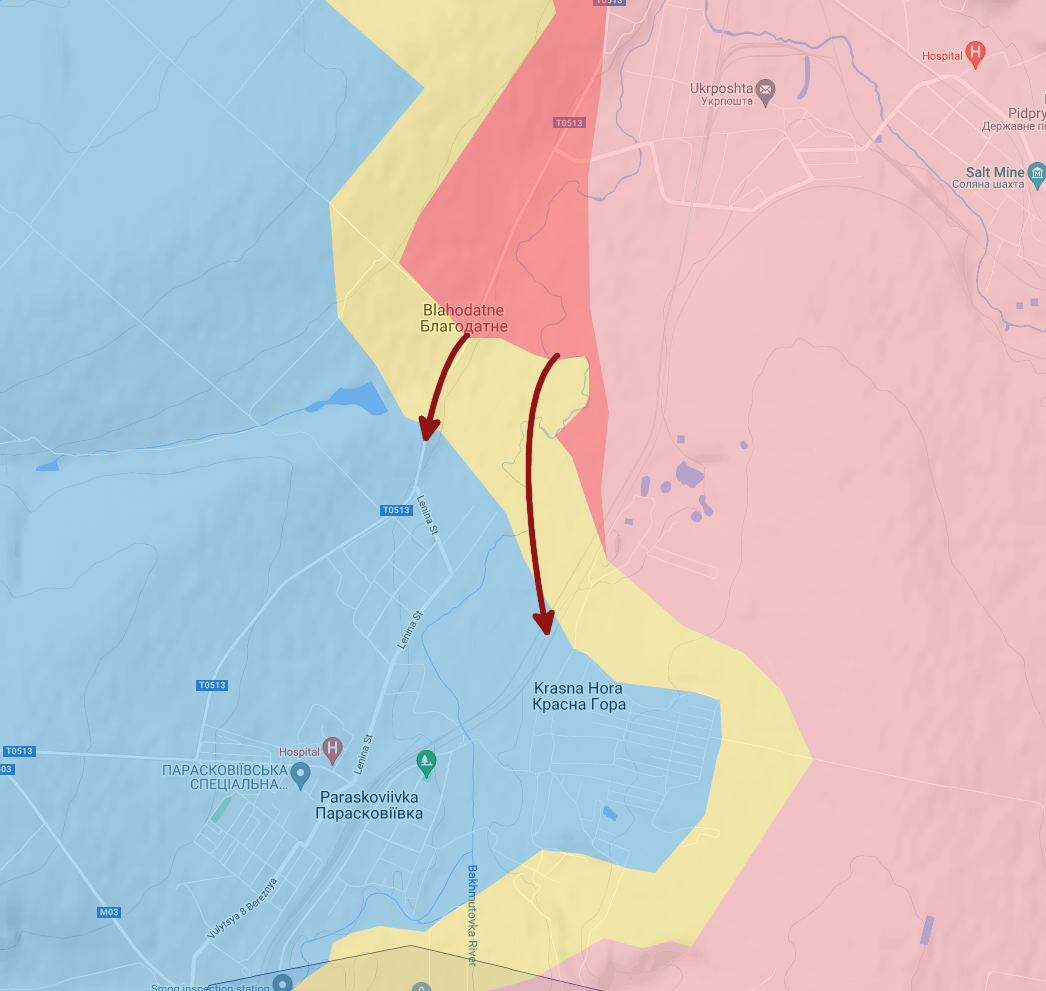 T0513
Hospital
H
Ukrposhta
Укрпошта
Pidpry
Державне пі
T0513
Salt Mine
Соляна шахта
Blahodatne
Благодатне
T0513
Lenina St
Lenina St
T0513
Krasna Hora
Красна Гора
Lenina St
T0513
03
Hospital
H
ПАРАСКОВІЇВСЬКА
СПЕЦІАЛЬНА...
Paraskoviivka
Парасковіївка
Vulytsya 8 Bereznya
M03
Bakhmutovka River
Smog inspection station